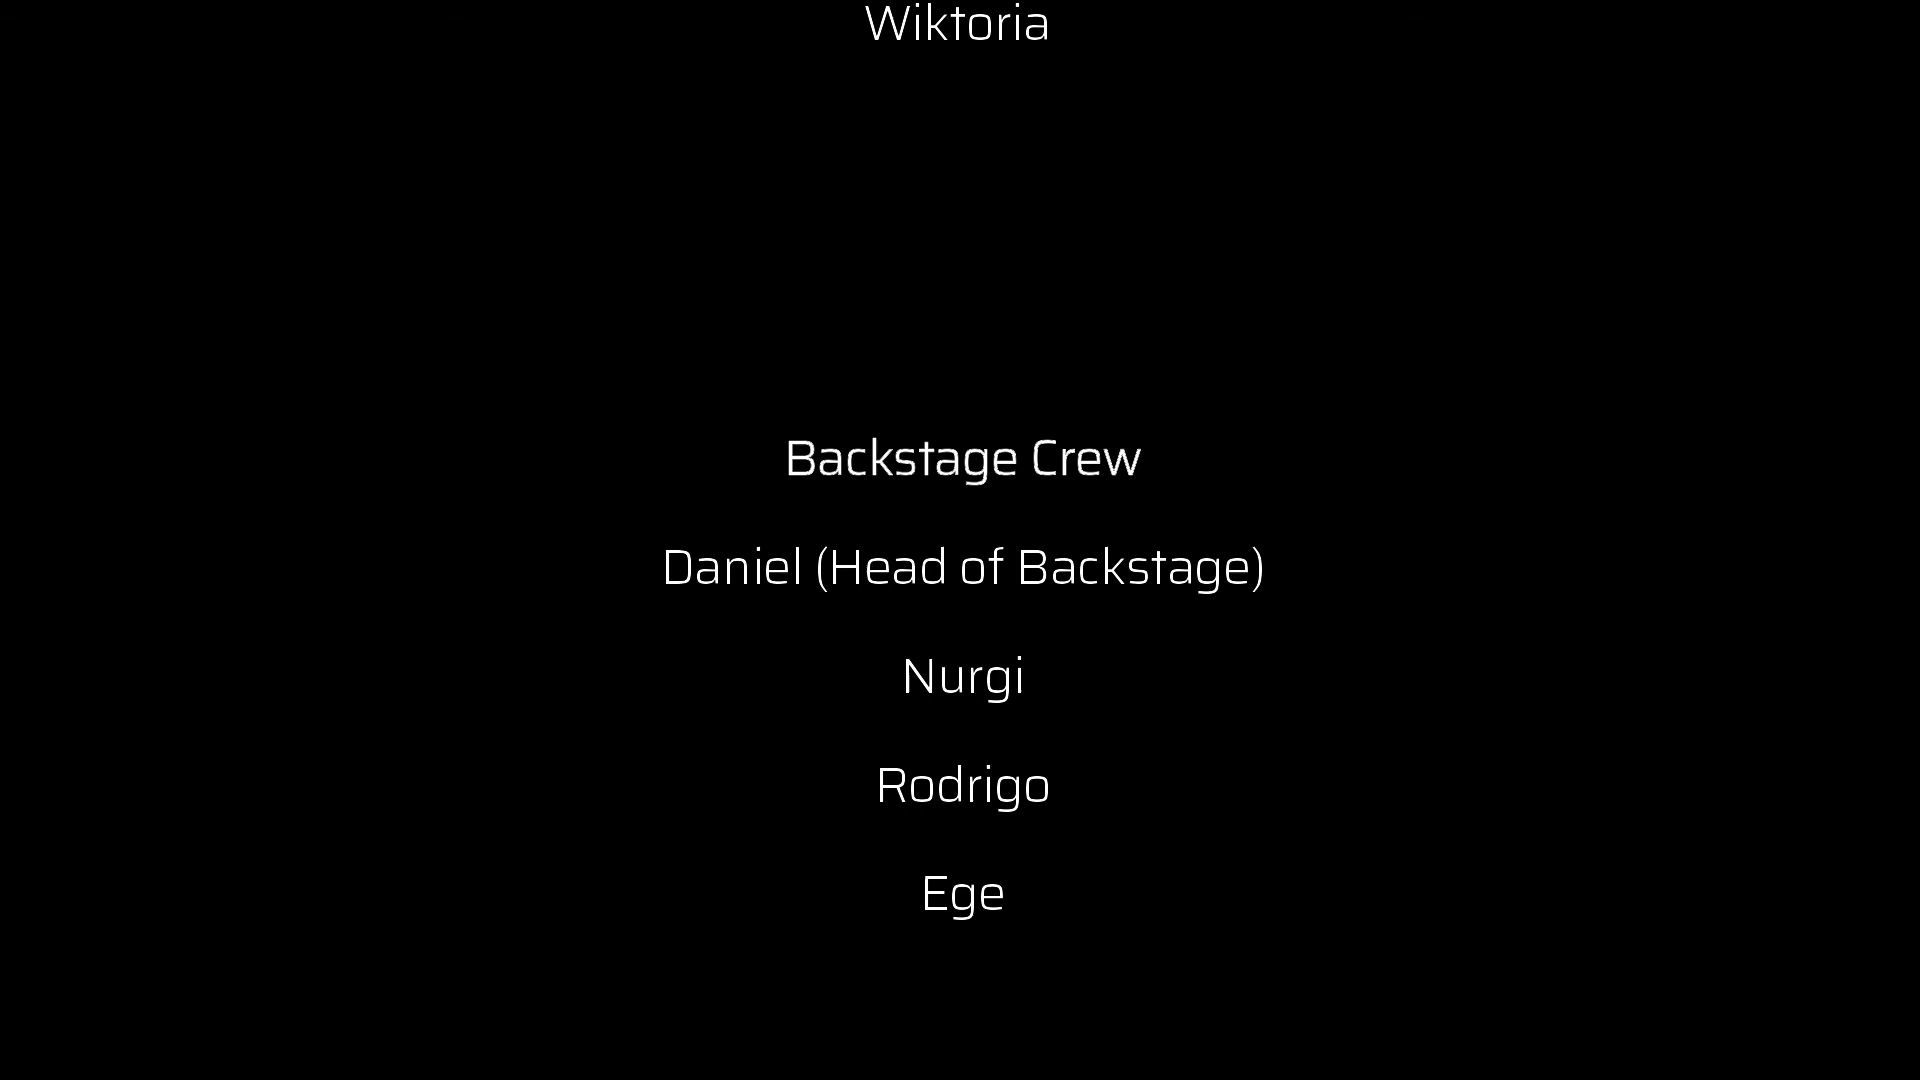 Wiktoria
Backstage Crew
Daniel (Head of Backstage)
Nurgi
Rodrigo
Ege